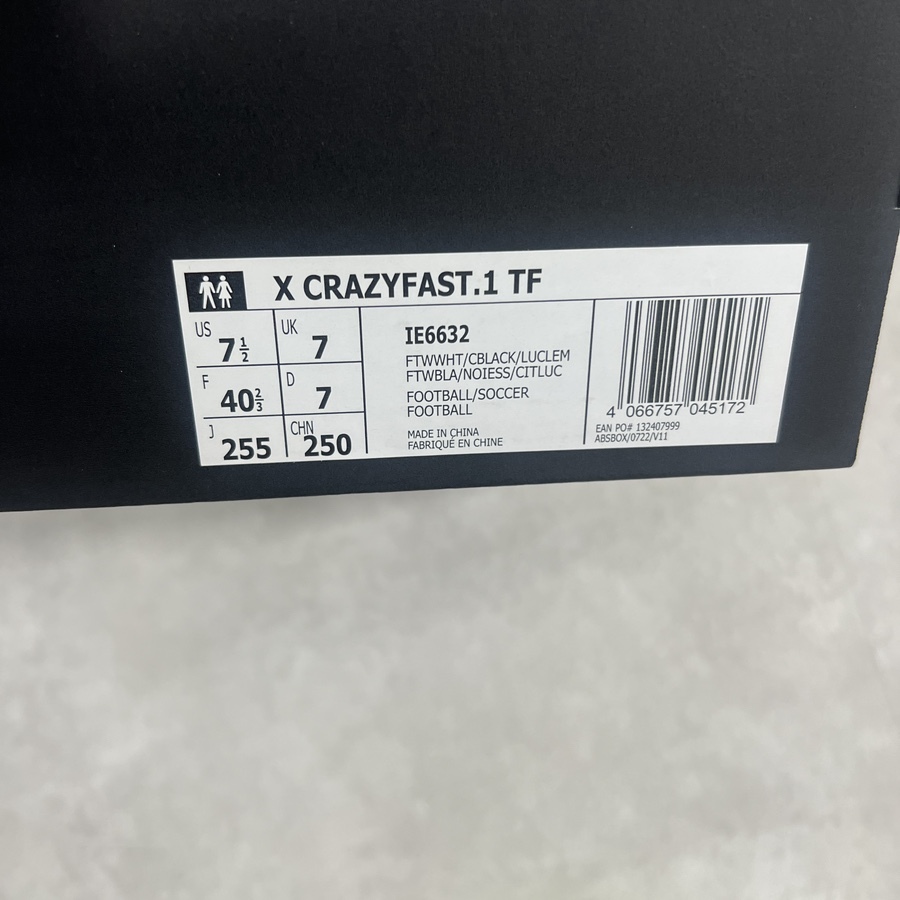 X CRAZYFAST.1 TF
US 7½
UK 7
F 40⅔
D 7
J 255
CHN 250
IE6632
FTWWHT/CBLACK/LUCLEM
FTWBLA/NOIESS/CITLUC
FOOTBALL/SOCCER
FOOTBALL
MADE IN CHINA
FABRIQUÉ EN CHINE
4 066757 045172
EAN PO# 132407999
ABSBOX/0722/V11